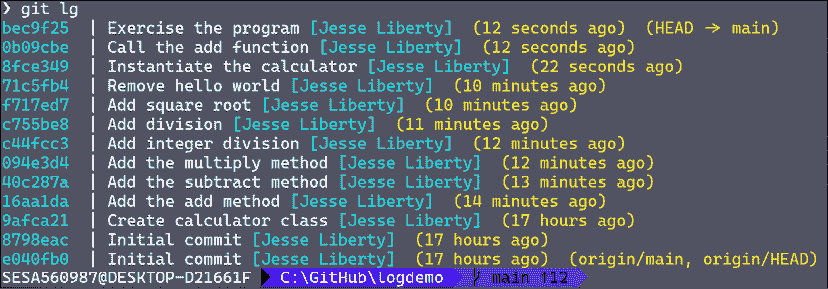 ❯ git lg
bec9f25 | Exercise the program [Jesse Liberty] (12 seconds ago) (HEAD → main)
0b09cbe | Call the add function [Jesse Liberty] (12 seconds ago)
8fce349 | Instantiate the calculator [Jesse Liberty] (22 seconds ago)
71c5fb4 | Remove hello world [Jesse Liberty] (10 minutes ago)
f717ed7 | Add square root [Jesse Liberty] (10 minutes ago)
c755be8 | Add division [Jesse Liberty] (11 minutes ago)
c44fcc3 | Add integer division [Jesse Liberty] (12 minutes ago)
094e3d4 | Add the multiply method [Jesse Liberty] (12 minutes ago)
40c287a | Add the subtract method [Jesse Liberty] (13 minutes ago)
16aa1da | Add the add method [Jesse Liberty] (14 minutes ago)
9afca21 | Create calculator class [Jesse Liberty] (17 hours ago)
8798eac | Initial commit [Jesse Liberty] (17 hours ago)
e040fb0 | Initial commit [Jesse Liberty] (17 hours ago) (origin/main, origin/HEAD)
SESA560987@DESKTOP-D21661F C:\GitHub\logdemo main ↑12